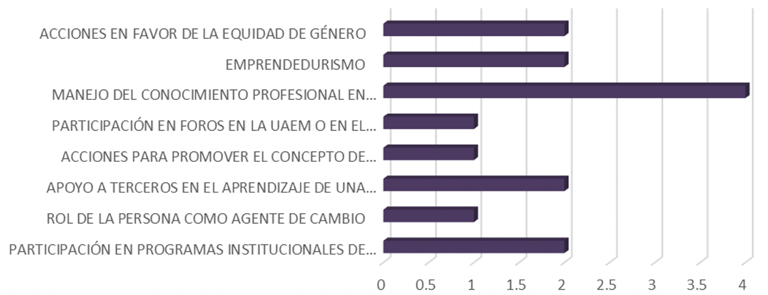 ACCIONES EN FAVOR DE LA EQUIDAD DE GÉNERO
EMPRENDEDURISMO
MANEJO DEL CONOCIMIENTO PROFESIONAL EN...
PARTICIPACIÓN EN FOROS EN LA UAEM O EN EL...
ACCIONES PARA PROMOVER EL CONCEPTO DE...
APOYO A TERCEROS EN EL APRENDIZAJE DE UNA...
ROL DE LA PERSONA COMO AGENTE DE CAMBIO
PARTICIPACIÓN EN PROGRAMAS INSTITUCIONALES DE...
0 0.5 1 1.5 2 2.5 3 3.5 4